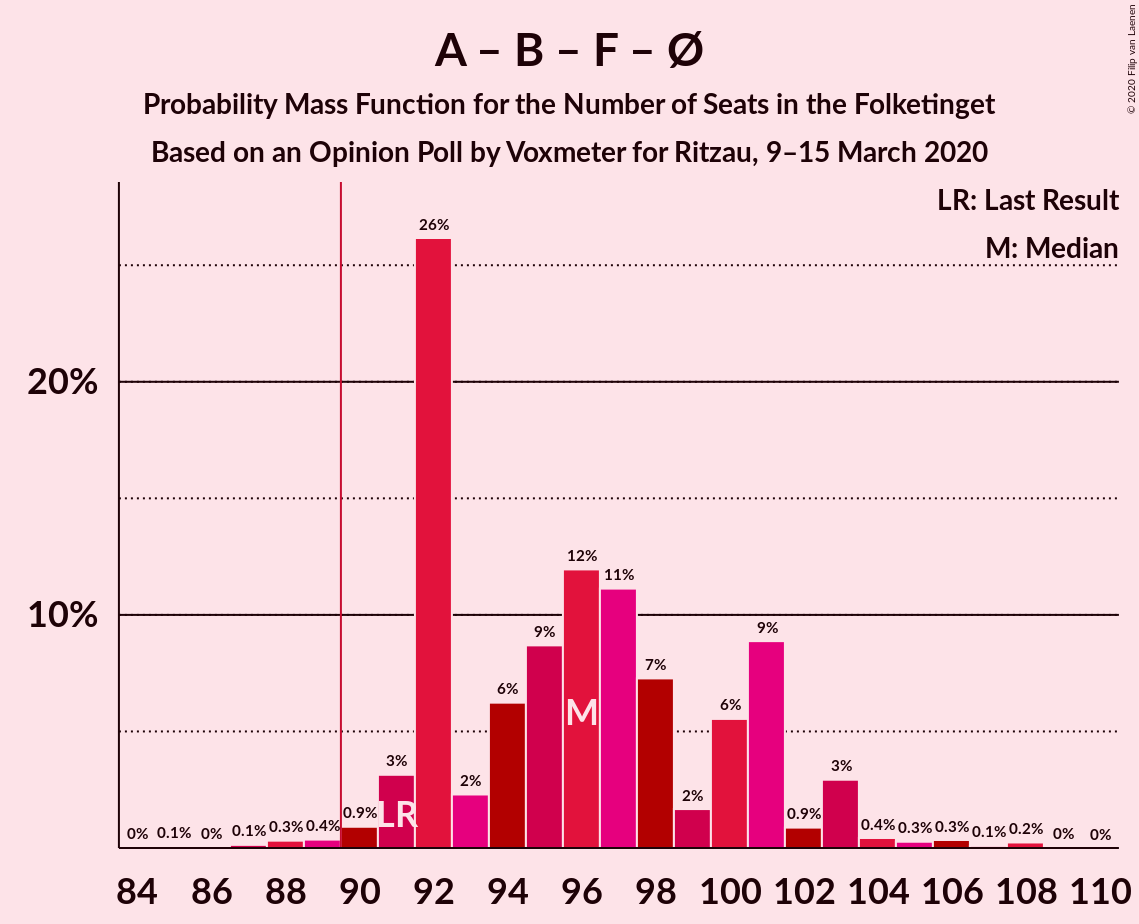 A – B – F – Ø
Probability Mass Function for the Number of Seats in the Folketinget
Based on an Opinion Poll by Voxmeter for Ritzau, 9–15 March 2020
© 2020 Filip van Laenen
LR: Last Result
M: Median
20%
10%
0% 0.1% 0% 0.1% 0.3% 0.4% 0.9% 3% 26% 2% 6% 9% 12% 11% 7% 2% 6% 9% 0.9% 3% 0.4% 0.3% 0.3% 0.1% 0.2% 0% 0%
LR
M
84 86 88 90 92 94 96 98 100 102 104 106 108 110